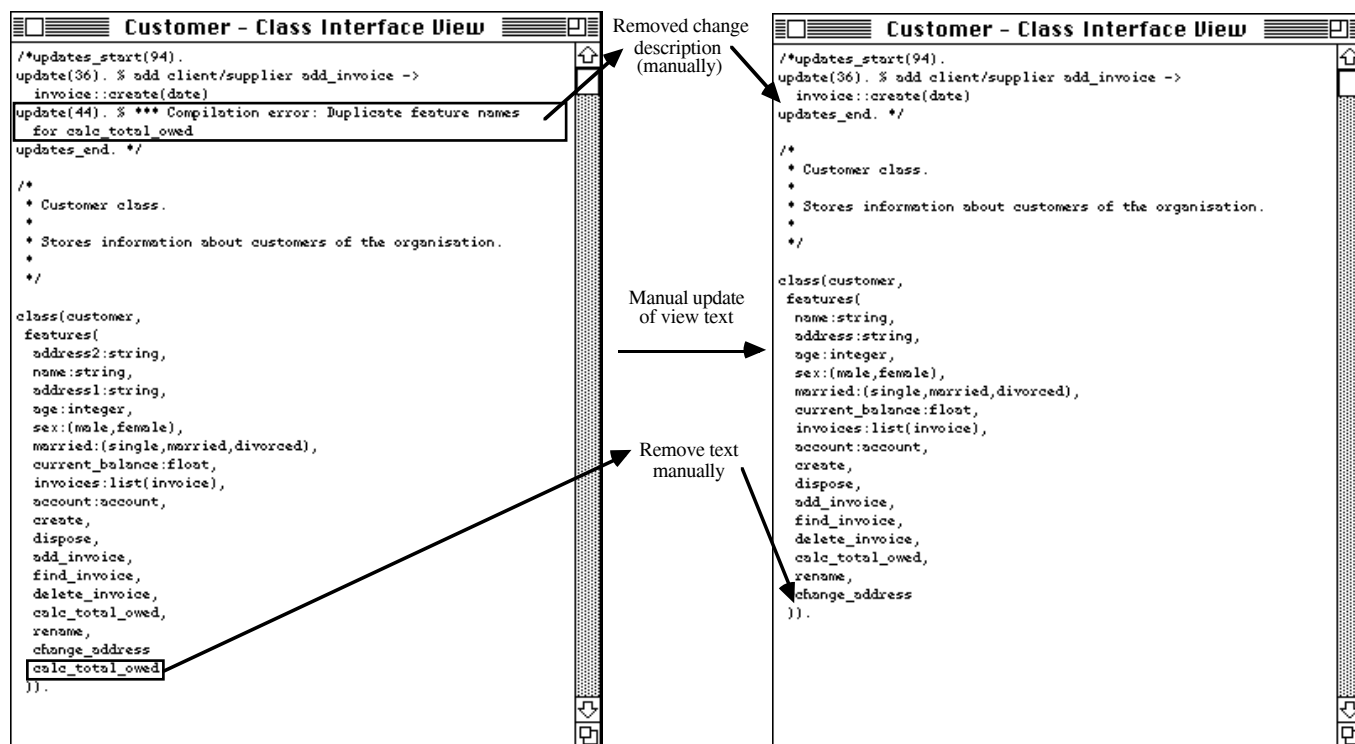 Customer - Class Interface View
/*updates_start(94).
update(36). % add client/supplier add_invoice ->
invoice::create(date)
update(44). % *** Compilation error: Duplicate feature names
for calc_total_owed
updates_end. */
/*
* Customer class.
*
* Stores information about customers of the organisation.
*
*/
class(customer,
features(
address2:string,
name:string,
address1:string,
age:integer,
sex:(male,female),
married:(single,married,divorced),
current_balance:float,
invoices:list(invoice),
account:account,
create,
dispose,
add_invoice,
find_invoice,
delete_invoice,
calc_total_owed,
rename,
change_address
calc_total_owed
)).
Removed change
description
(manually)
Manual update
of view text
Remove text
manually
Customer - Class Interface View
/*updates_start(94).
update(36). % add client/supplier add_invoice ->
invoice::create(date)
updates_end. */
/*
* Customer class.
*
* Stores information about customers of the organisation.
*
*/
class(customer,
features(
name:string,
address:string,
age:integer,
sex:(male,female),
married:(single,married,divorced),
current_balance:float,
invoices:list(invoice),
account:account,
create,
dispose,
add_invoice,
find_invoice,
delete_invoice,
calc_total_owed,
rename,
change_address
)).